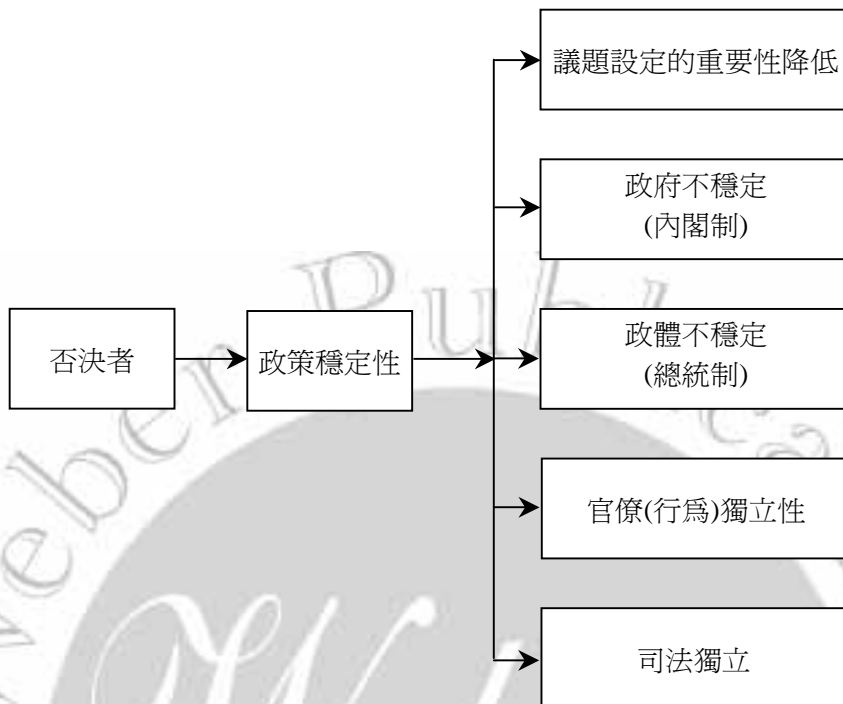 議題設定的重要性降低
政府不穩定
(內閣制)
否決者
政策穩定性
政體不穩定
(總統制)
官僚(行為)獨立性
司法獨立